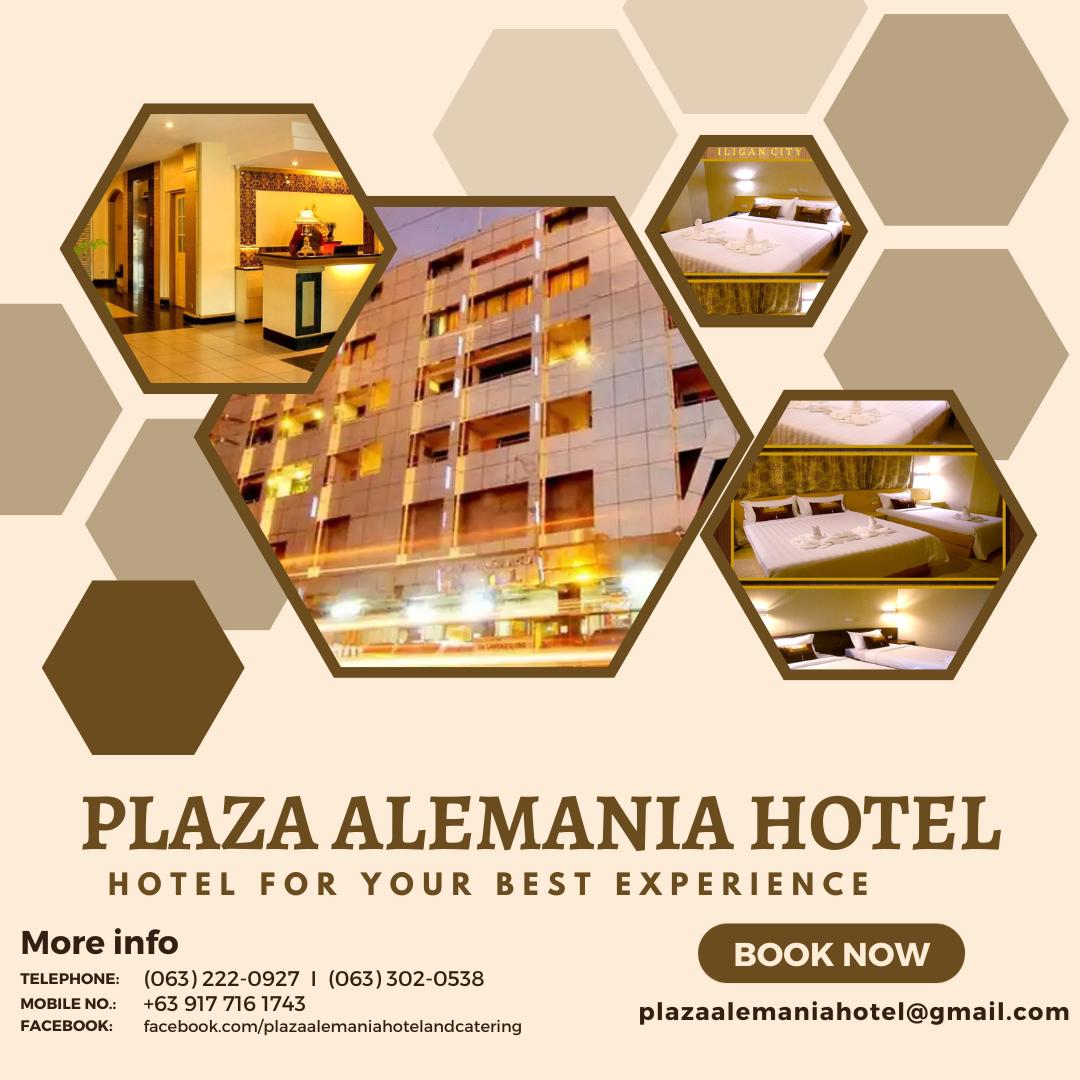 ILIGAN CITY
PLAZA ALEMANIA HOTEL
HOTEL FOR YOUR BEST EXPERIENCE
More info
TELEPHONE: (063) 222-0927 I (063) 302-0538
MOBILE NO.: +63 917 716 1743
FACEBOOK: facebook.com/plazaalemaniahotelandcatering
BOOK NOW
plazaalemaniahotel@gmail.com